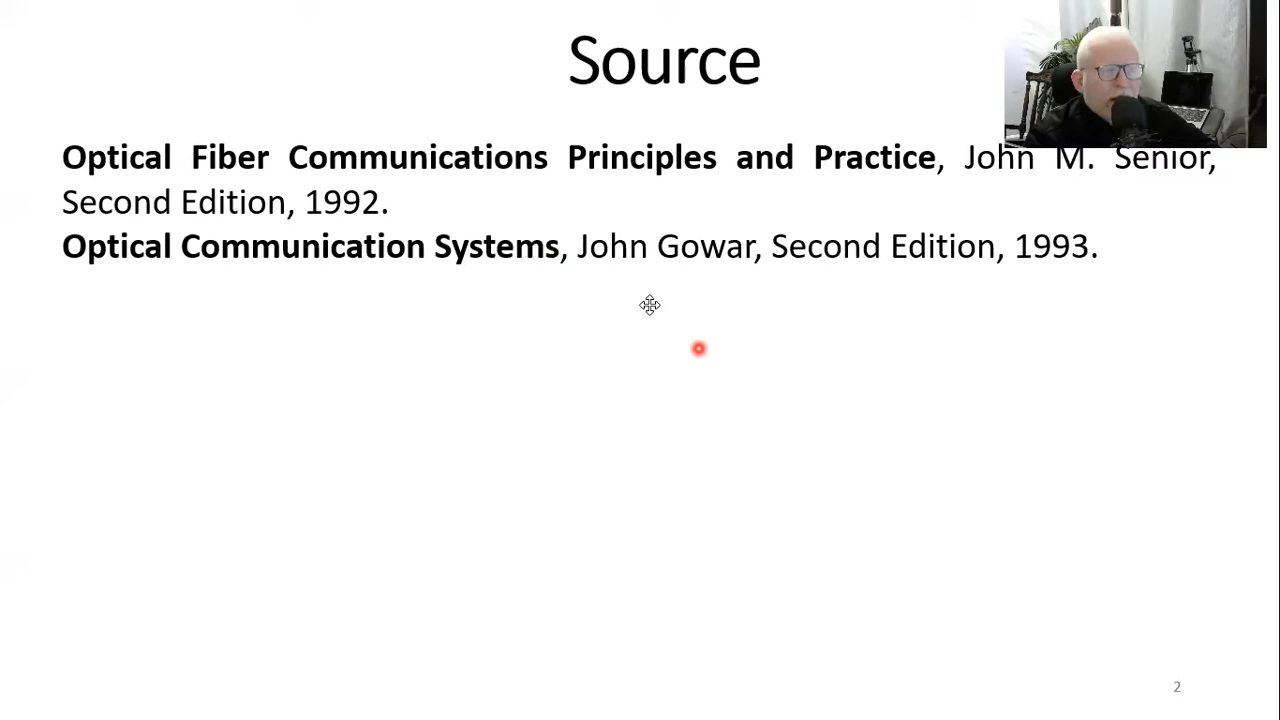 Source
Optical Fiber Communications Principles and Practice, John M. Senior,
Second Edition, 1992.
Optical Communication Systems, John Gowar, Second Edition, 1993.
2